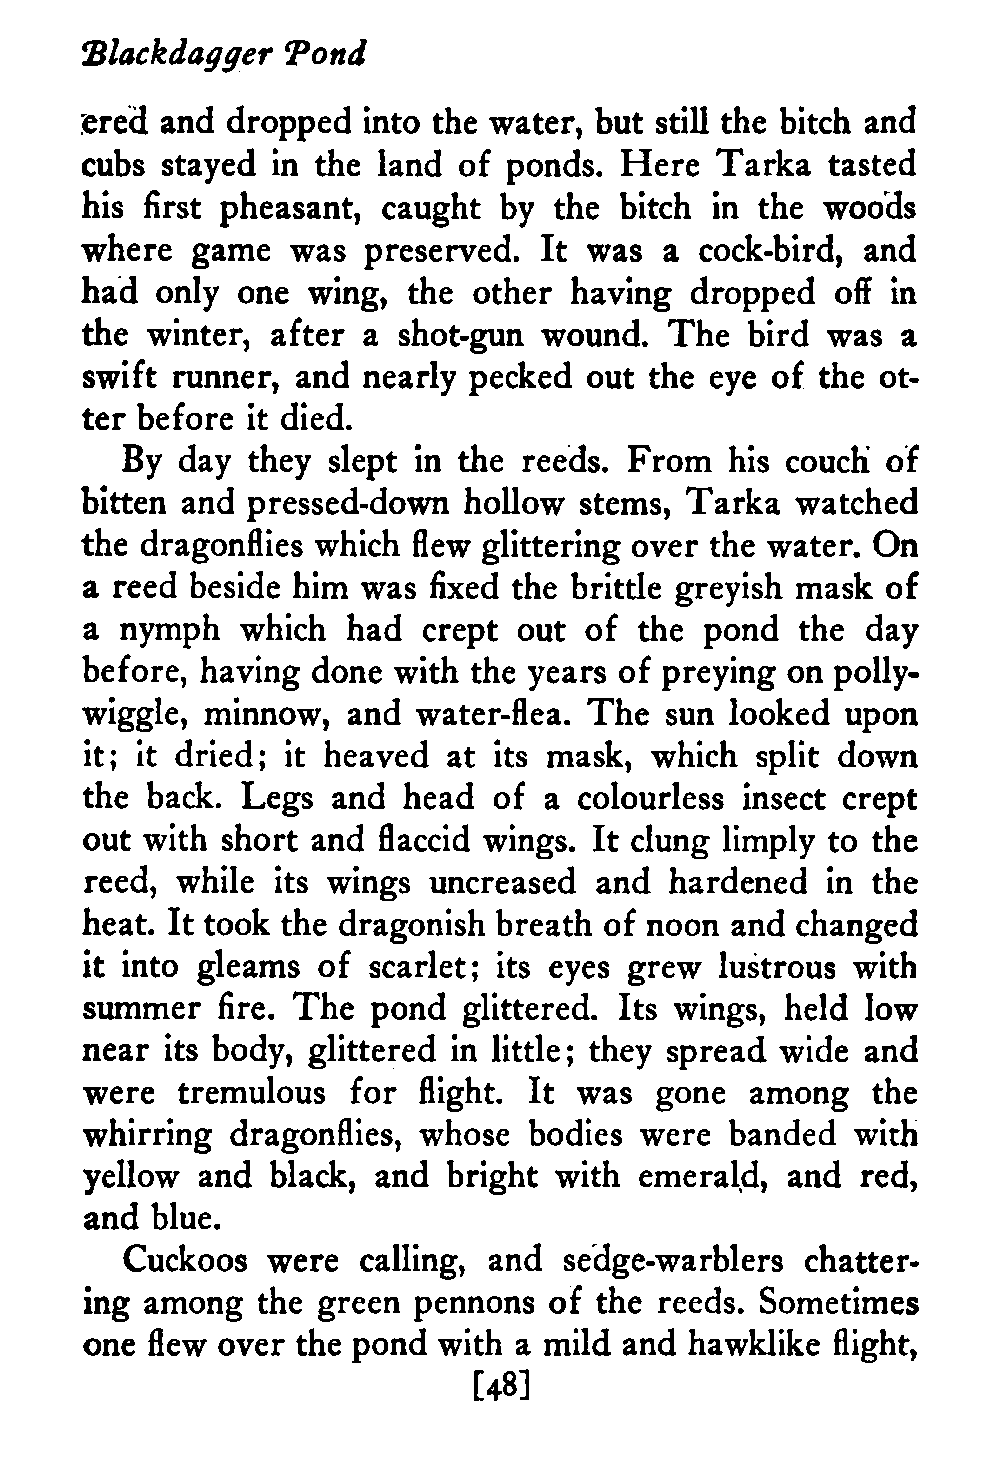 Blackdagger Pond
ered and dropped into the water, but still the bitch and
cubs stayed in the land of ponds. Here Tarka tasted
his first pheasant, caught by the bitch in the woods
where game was preserved. It was a cock-bird, and
had only one wing, the other having dropped off in
the winter, after a shot-gun wound. The bird was a
swift runner, and nearly pecked out the eye of the ot-
ter before it died.
By day they slept in the reeds. From his couch of
bitten and pressed-down hollow stems, Tarka watched
the dragonflies which flew glittering over the water. On
a reed beside him was fixed the brittle greyish mask of
a nymph which had crept out of the pond the day
before, having done with the years of preying on polly-
wiggle, minnow, and water-flea. The sun looked upon
it; it dried; it heaved at its mask, which split down
the back. Legs and head of a colourless insect crept
out with short and flaccid wings. It clung limply to the
reed, while its wings uncreased and hardened in the
heat. It took the dragonish breath of noon and changed
it into gleams of scarlet; its eyes grew lustrous with
summer fire. The pond glittered. Its wings, held low
near its body, glittered in little; they spread wide and
were tremulous for flight. It was gone among the
whirring dragonflies, whose bodies were banded with
yellow and black, and bright with emerald, and red,
and blue.
Cuckoos were calling, and sedge-warblers chatter-
ing among the green pennons of the reeds. Sometimes
one flew over the pond with a mild and hawklike flight,
[48]